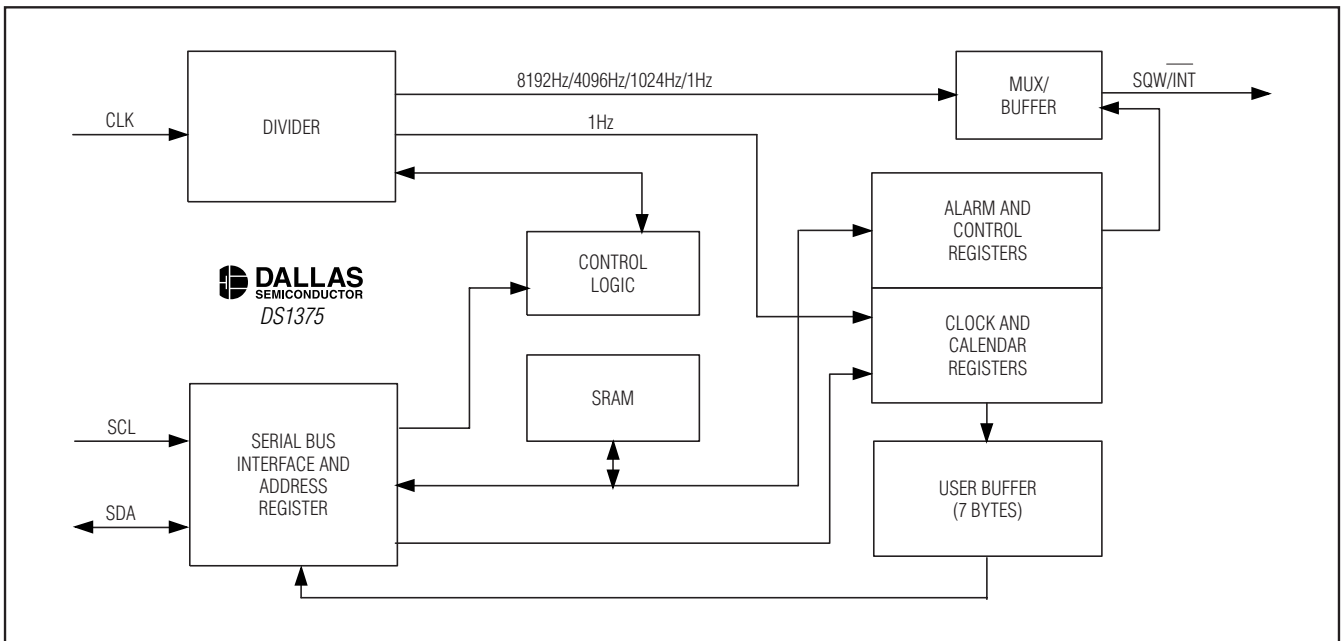 8192Hz/4096Hz/1024Hz/1Hz
MUX/
BUFFER
SQW/INT
CLK
DIVIDER
1Hz
ALARM AND
CONTROL
REGISTERS
CONTROL
LOGIC
DALLAS
SEMICONDUCTOR
DS1375
CLOCK AND
CALENDAR
REGISTERS
SRAM
SCL
SERIAL BUS
INTERFACE AND
ADDRESS
REGISTER
SDA
USER BUFFER
(7 BYTES)